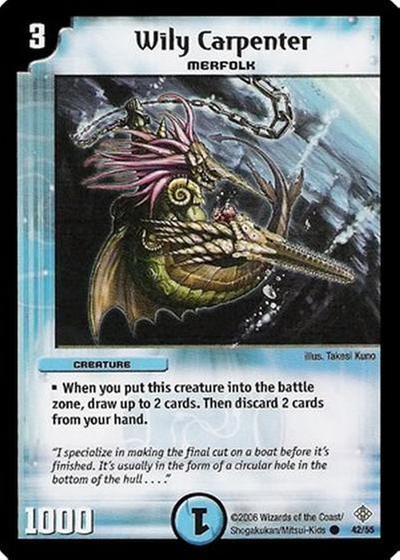 3
Wily Carpenter
MERFOLK
illus. Takesi Kuno
CREATURE
▪ When you put this creature into the battle
zone, draw up to 2 cards. Then discard 2 cards
from your hand.
"I specialize in making the final cut on a boat before it's
finished. It's usually in the form of a circular hole in the
bottom of the hull . . . ."
1000
1
©2006 Wizards of the Coast/
Shogakukan/Mitsui-Kids
42/55